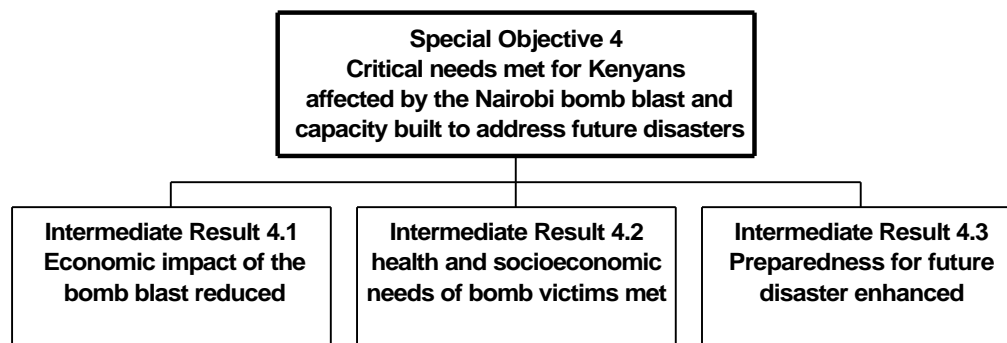 Special Objective 4
Critical needs met for Kenyans
affected by the Nairobi bomb blast and
capacity built to address future disasters
Intermediate Result 4.1
Economic impact of the
bomb blast reduced
Intermediate Result 4.2
health and socioeconomic
needs of bomb victims met
Intermediate Result 4.3
Preparedness for future
disaster enhanced